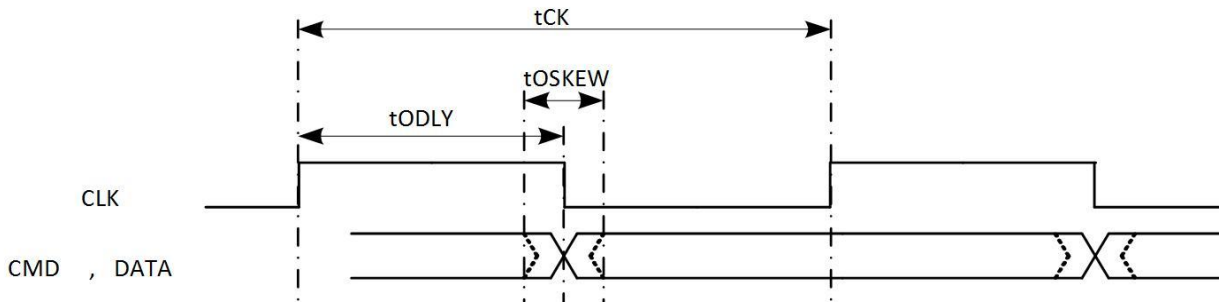 tCK
tOSKEW
tODLY
CLK
CMD , DATA